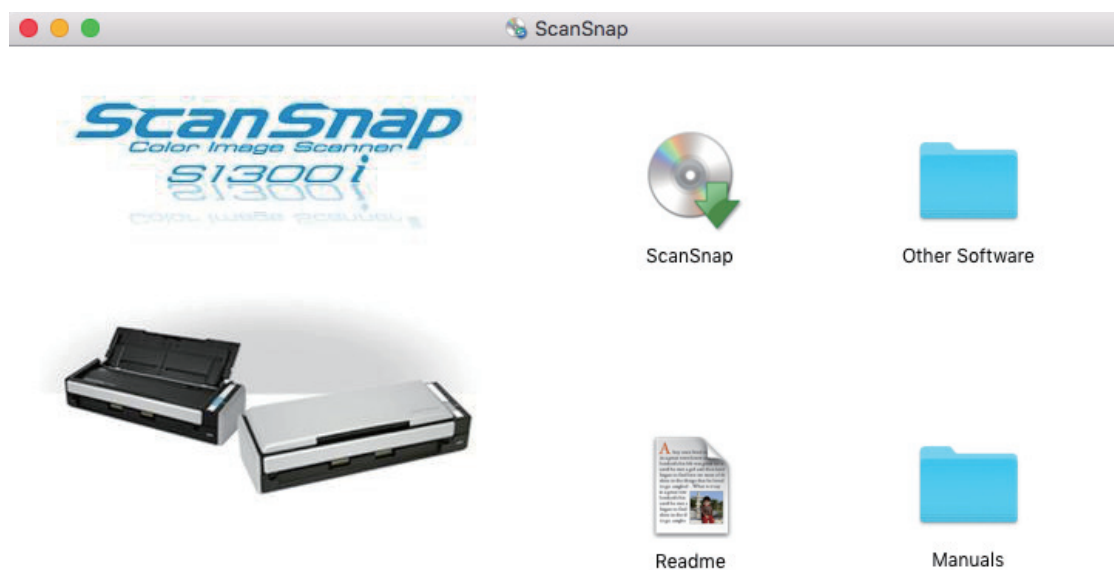 ScanSnap
ScanSnap
Color Image Scanner
S1300i
ScanSnap
Other Software
Readme
Manuals